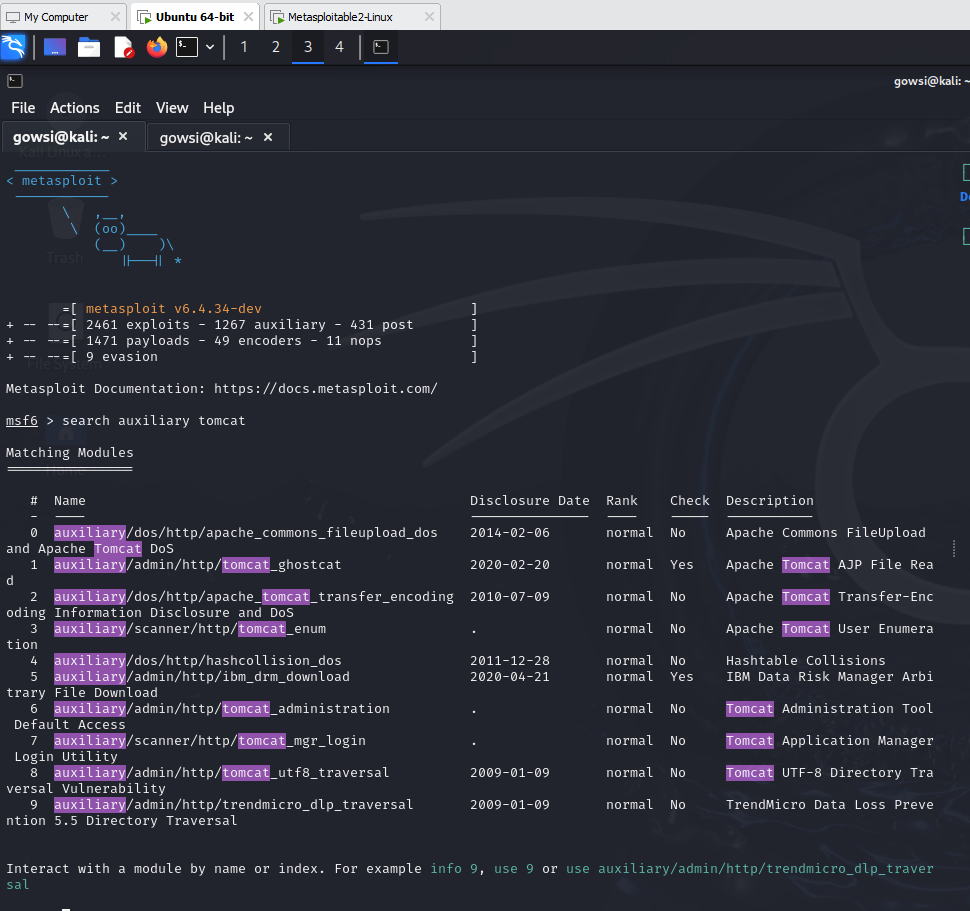 My Computer × Ubuntu 64-bit × Metasploitable2-Linux ×
1 2 3 4
gowsi@kali: ~
File Actions Edit View Help
gowsi@kali: ~ × gowsi@kali: ~ ×
< metasploit >
\ ,__,
\ (oo)____
(__) )\
||--|| *
Trash
=[ metasploit v6.4.34-dev ]
+ -- --=[ 2461 exploits - 1267 auxiliary - 431 post ]
+ -- --=[ 1471 payloads - 49 encoders - 11 nops ]
+ -- --=[ 9 evasion ]
File System
Metasploit Documentation: https://docs.metasploit.com/
msf6 > search auxiliary tomcat
Matching Modules
================
Home
# Name Disclosure Date Rank Check Description
- ---- --------------- ---- ----- -----------
0 auxiliary/dos/http/apache_commons_fileupload_dos 2014-02-06 normal No Apache Commons FileUpload
and Apache Tomcat DoS
1 auxiliary/admin/http/tomcat_ghostcat 2020-02-20 normal Yes Apache Tomcat AJP File Rea
d
2 auxiliary/dos/http/apache_tomcat_transfer_encoding 2010-07-09 normal No Apache Tomcat Transfer-Enc
oding Information Disclosure and DoS
3 auxiliary/scanner/http/tomcat_enum . normal No Apache Tomcat User Enumera
tion
4 auxiliary/dos/http/hashcollision_dos 2011-12-28 normal No Hashtable Collisions
5 auxiliary/admin/http/ibm_drm_download 2020-04-21 normal Yes IBM Data Risk Manager Arbi
trary File Download
6 auxiliary/admin/http/tomcat_administration . normal No Tomcat Administration Tool
Default Access
7 auxiliary/scanner/http/tomcat_mgr_login . normal No Tomcat Application Manager
Login Utility
8 auxiliary/admin/http/tomcat_utf8_traversal 2009-01-09 normal No Tomcat UTF-8 Directory Tra
versal Vulnerability
9 auxiliary/admin/http/trendmicro_dlp_traversal 2009-01-09 normal No TrendMicro Data Loss Preve
ntion 5.5 Directory Traversal
Interact with a module by name or index. For example info 9, use 9 or use auxiliary/admin/http/trendmicro_dlp_traver
sal